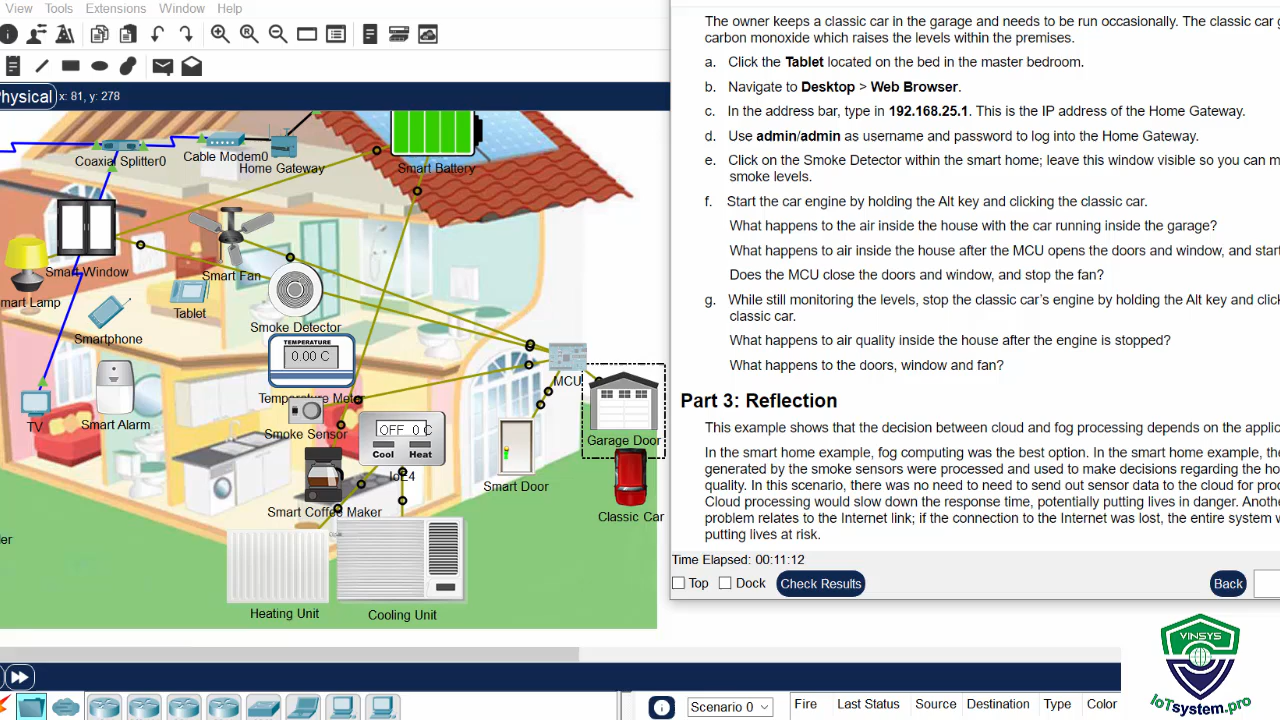 View Tools Extensions Window Help
Physical x: 81, y: 278
Coaxial Splitter0
Cable Modem0
Home Gateway
Smart Battery
Smart Window
Smart Fan
mart Lamp
Tablet
Smartphone
Smoke Detector
TEMPERATURE
0.00 C
MCU
Temperature Meter
TV
Smart Alarm
Smoke Sensor
OFF 0 C
Cool Heat
IoE4
Garage Door
Smart Door
Smart Coffee Maker
Classic Car
ler
Heating Unit
Cooling Unit
The owner keeps a classic car in the garage and needs to be run occasionally. The classic car g
carbon monoxide which raises the levels within the premises.
a. Click the Tablet located on the bed in the master bedroom.
b. Navigate to Desktop > Web Browser.
c. In the address bar, type in 192.168.25.1. This is the IP address of the Home Gateway.
d. Use admin/admin as username and password to log into the Home Gateway.
e. Click on the Smoke Detector within the smart home; leave this window visible so you can m
smoke levels.
f. Start the car engine by holding the Alt key and clicking the classic car.
What happens to the air inside the house with the car running inside the garage?
What happens to air inside the house after the MCU opens the doors and window, and start
Does the MCU close the doors and window, and stop the fan?
g. While still monitoring the levels, stop the classic car's engine by holding the Alt key and clic
classic car.
What happens to air quality inside the house after the engine is stopped?
What happens to the doors, window and fan?
Part 3: Reflection
This example shows that the decision between cloud and fog processing depends on the applic
In the smart home example, fog computing was the best option. In the smart home example, the
generated by the smoke sensors were processed and used to make decisions regarding the ho
quality. In this scenario, there was no need to need to send out sensor data to the cloud for proc
Cloud processing would slow down the response time, potentially putting lives in danger. Anoth
problem relates to the Internet link; if the connection to the Internet was lost, the entire system w
putting lives at risk.
Time Elapsed: 00:11:12
Top Dock Check Results Back
VINSYS
IoTsystem.pro
Scenario 0 Fire Last Status Source Destination Type Color